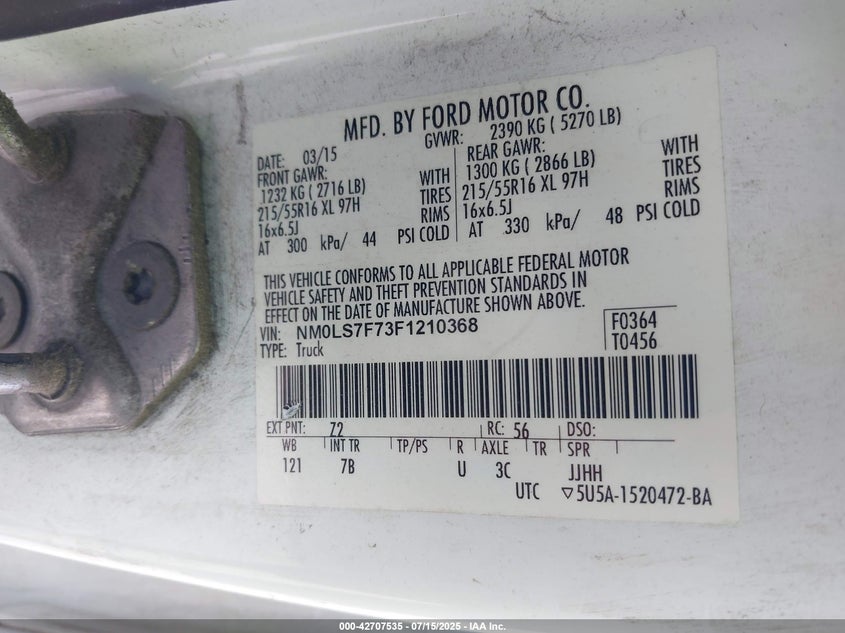 MFD. BY FORD MOTOR CO.
DATE: 03/15 GVWR: 2390 KG ( 5270 LB)
FRONT GAWR: REAR GAWR:
1232 KG ( 2716 LB) WITH 1300 KG ( 2866 LB) WITH
215/55R16 XL 97H TIRES 215/55R16 XL 97H TIRES
16x6.5J RIMS 16x6.5J RIMS
AT 300 kPa/ 44 PSI COLD AT 330 kPa/ 48 PSI COLD
THIS VEHICLE CONFORMS TO ALL APPLICABLE FEDERAL MOTOR
VEHICLE SAFETY AND THEFT PREVENTION STANDARDS IN
EFFECT ON THE DATE OF MANUFACTURE SHOWN ABOVE.
VIN: NM0LS7F73F1210368 F0364
TYPE: Truck T0456
EXT PNT: Z2 RC: 56 DSO:
WB INT TR TP/PS R AXLE TR SPR
121 7B U 3C JJHH
UTC ▽5U5A-1520472-BA
000-42707535 - 07/15/2025 - IAA Inc.